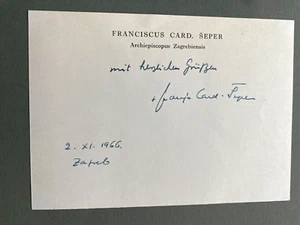 FRANCISCUS CARD. ŠEPER
Archiepiscopus Zagrebiensis
mit herzlichen Grüßen
+ Franjo Card. Šeper
2. XI. 1966.
Zagreb